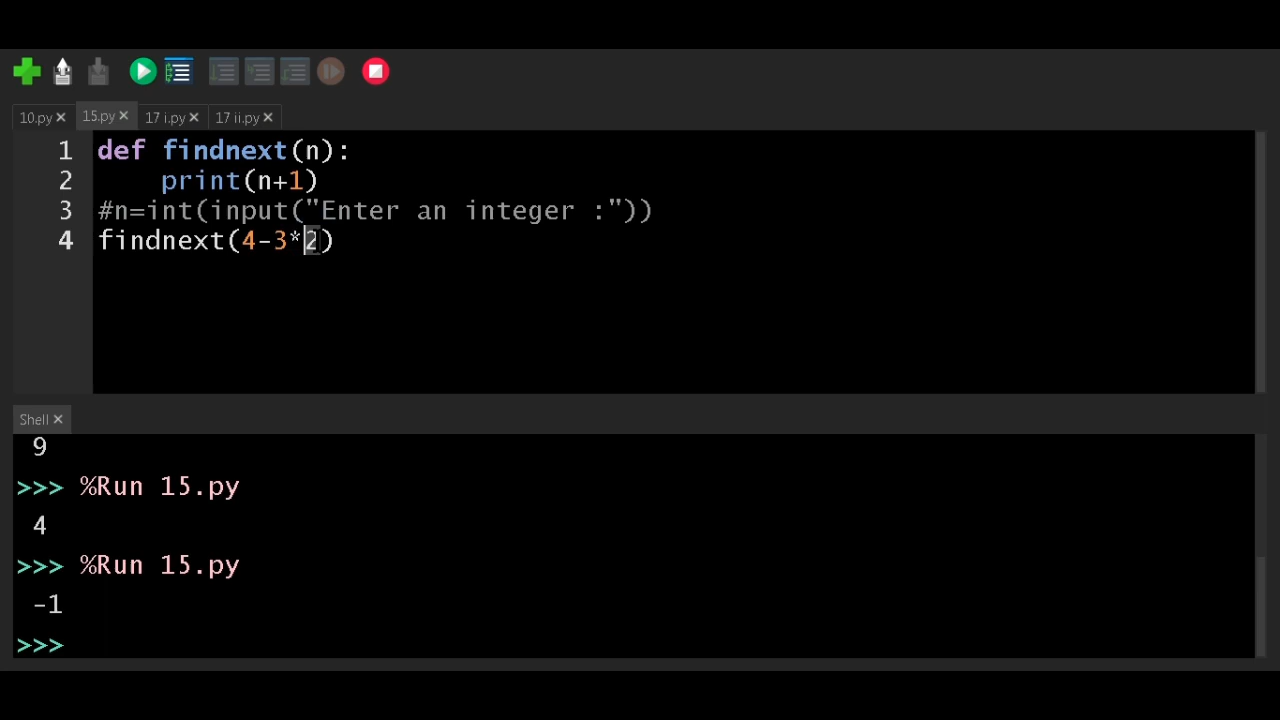 10.py 15.py 17 i.py 17 ii.py
1 def findnext(n):
2     print(n+1)
3 #n=int(input("Enter an integer :"))
4 findnext(4-3*2)
Shell
9
>>> %Run 15.py
4
>>> %Run 15.py
-1
>>>